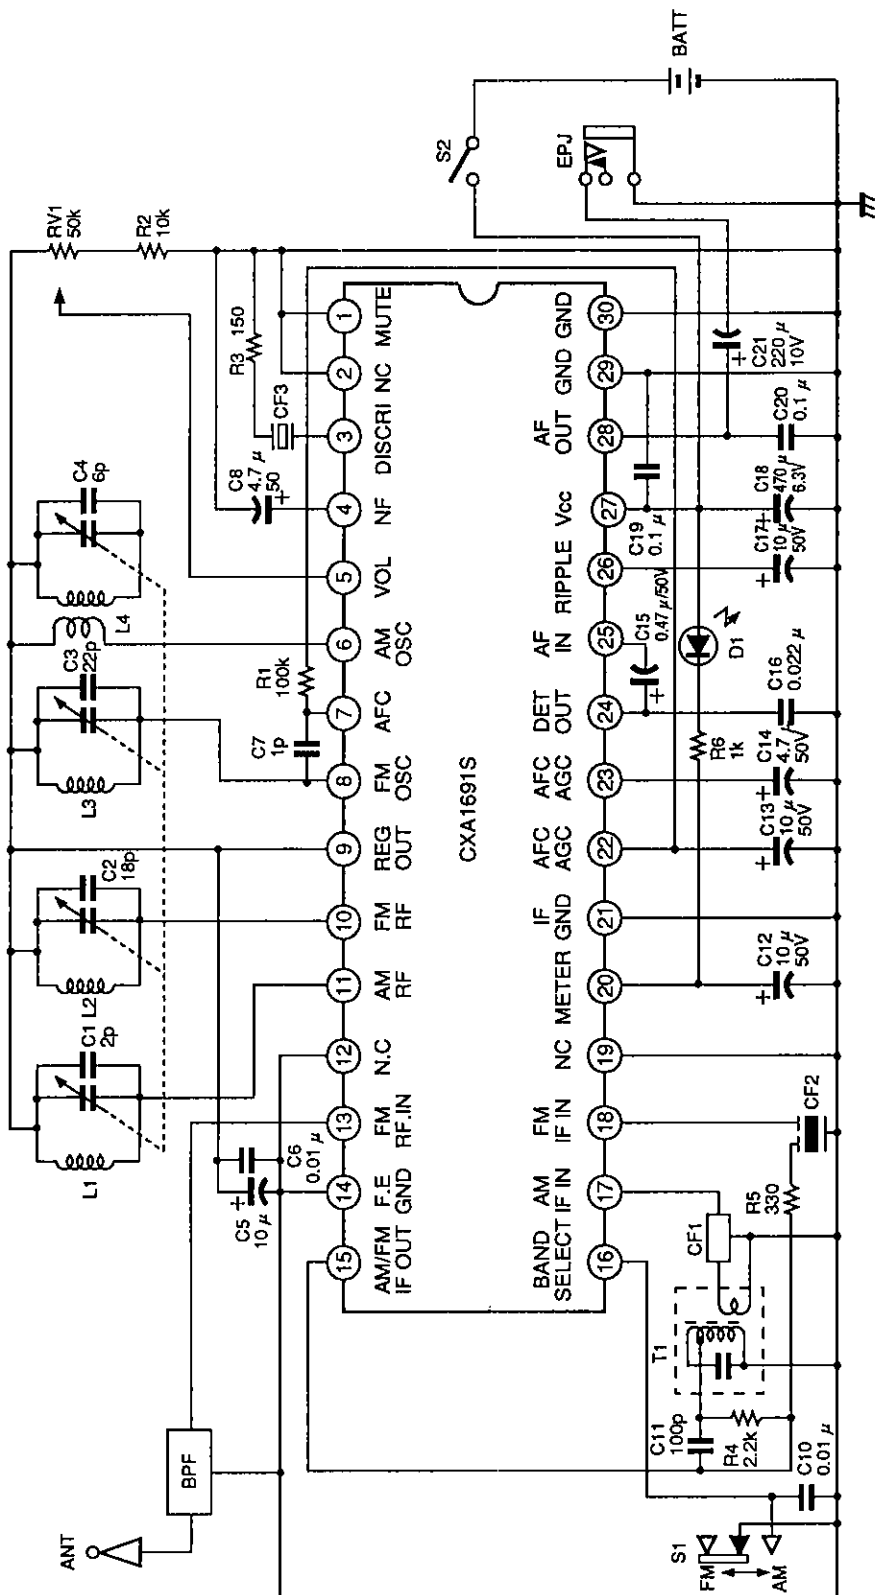 ANT
BPF
L1
C1
2p
L2
C2
18p
L3
C3
22p
L4
C4
6p
RV1
50k
R2
10k
C5
10 μ
C6
0.01 μ
C7
1p
R1
100k
C8
4.7 μ
50
CF3
R3 150
15
14
13
12
11
10
9
8
7
6
5
4
3
2
1
AM/FM
IF OUT
F.E
GND
FM
RF.IN
N.C
AM
RF
FM
RF
REG
OUT
FM
OSC
AFC
AM
OSC
VOL
NF
DISCRI
NC
MUTE
CXA1691S
BAND
SELECT
AM
IF IN
FM
IF IN
NC
METER
IF
GND
AFC
AGC
AFC
AGC
DET
OUT
AF
IN
RIPPLE
Vcc
AF
OUT
GND
GND
16
17
18
19
20
21
22
23
24
25
26
27
28
29
30
T1
CF1
C11
100p
R4
2.2k
R5
330
CF2
C10
0.01 μ
S1
FM
AM
C12
10 μ
50V
C13
10 μ
50V
C14
4.7 μ
50V
R6
1k
C16
0.022 μ
D1
C15
0.47 μ/50V
C17
10 μ
50V
C18
470 μ
6.3V
C19
0.1 μ
C20
0.1 μ
C21
220 μ
10V
S2
EPJ
BATT